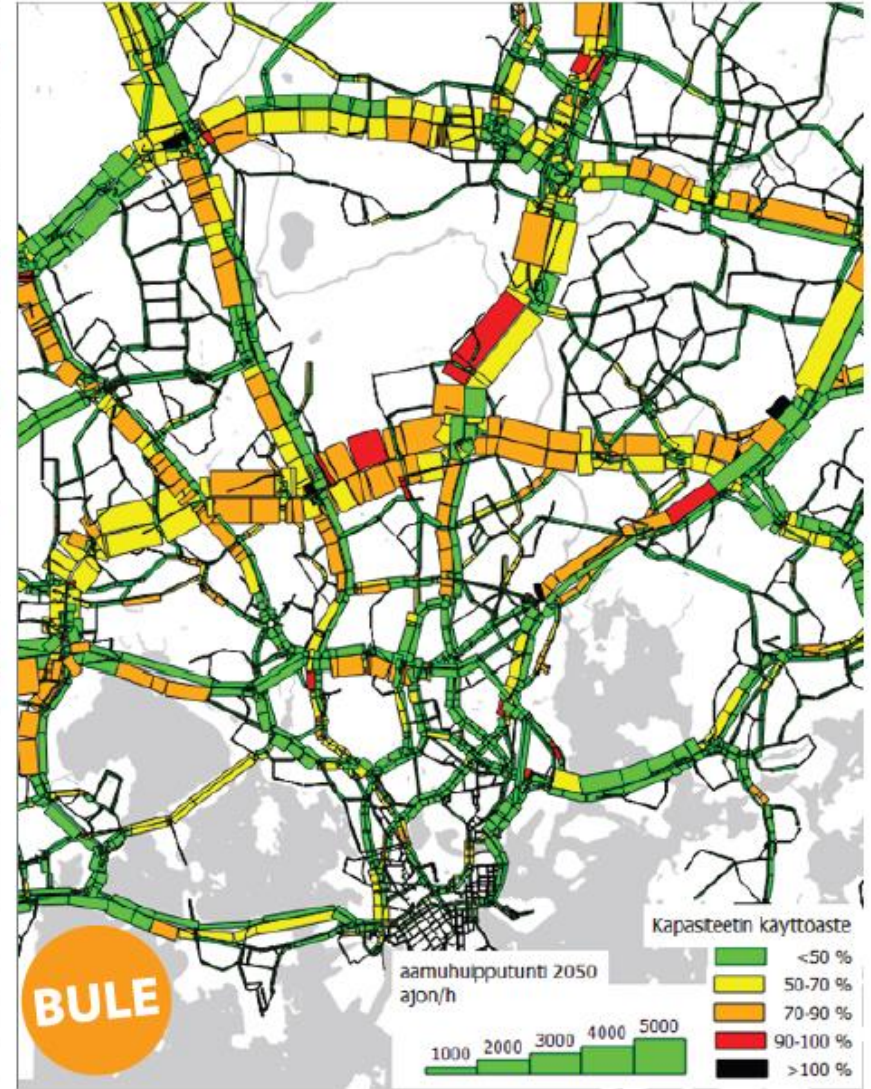 BULE
aamuhuipputunti 2050
ajon/h
1000 2000 3000 4000 5000
Kapasiteetin käyttöaste
<50 %
50-70 %
70-90 %
90-100 %
>100 %